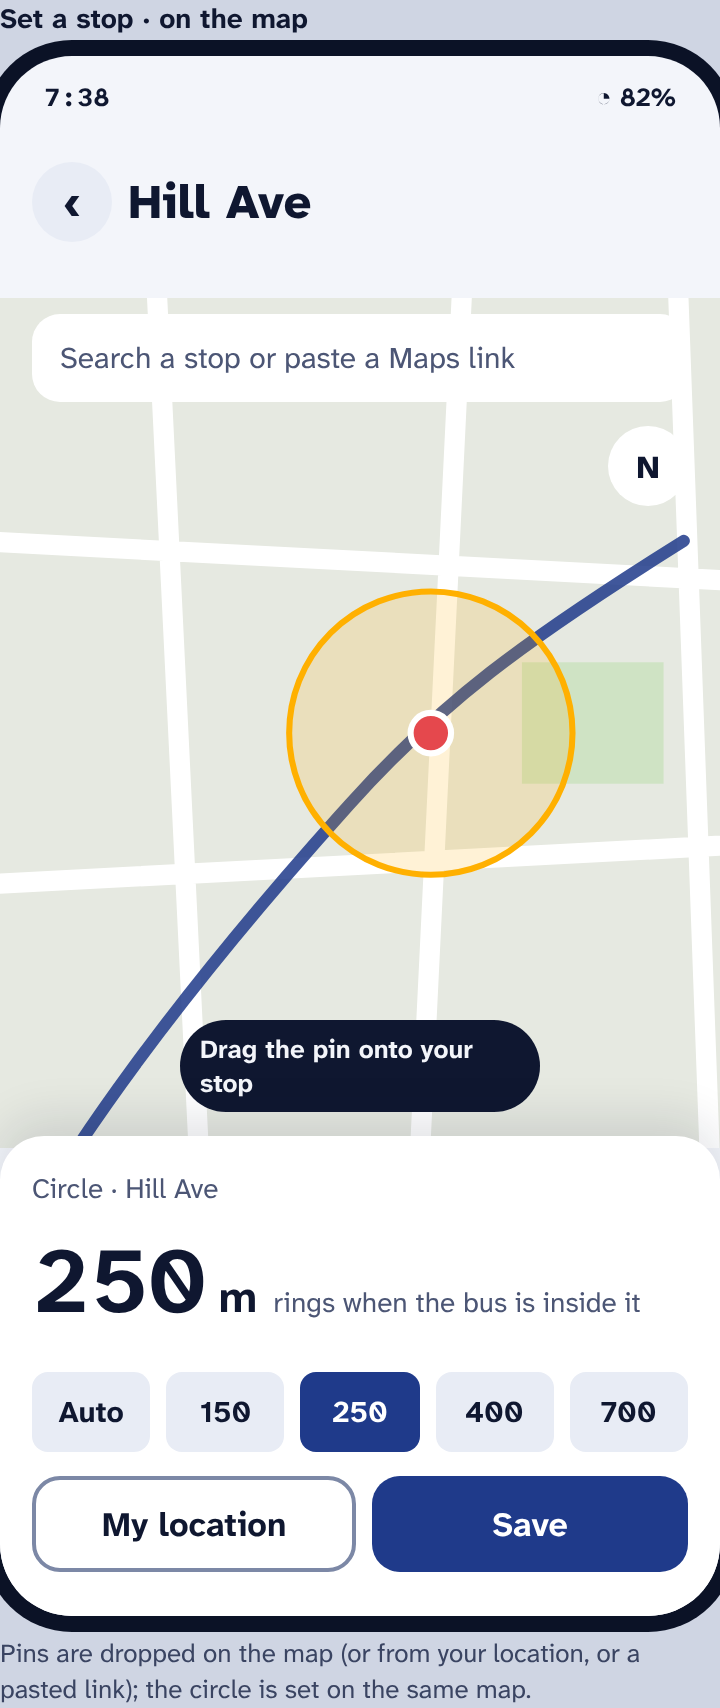 Set a stop · on the map
7:38
82%
‹ Hill Ave
Search a stop or paste a Maps link
N
Drag the pin onto your
stop
Circle · Hill Ave
250 m rings when the bus is inside it
Auto 150 250 400 700
My location Save
Pins are dropped on the map (or from your location, or a
pasted link); the circle is set on the same map.